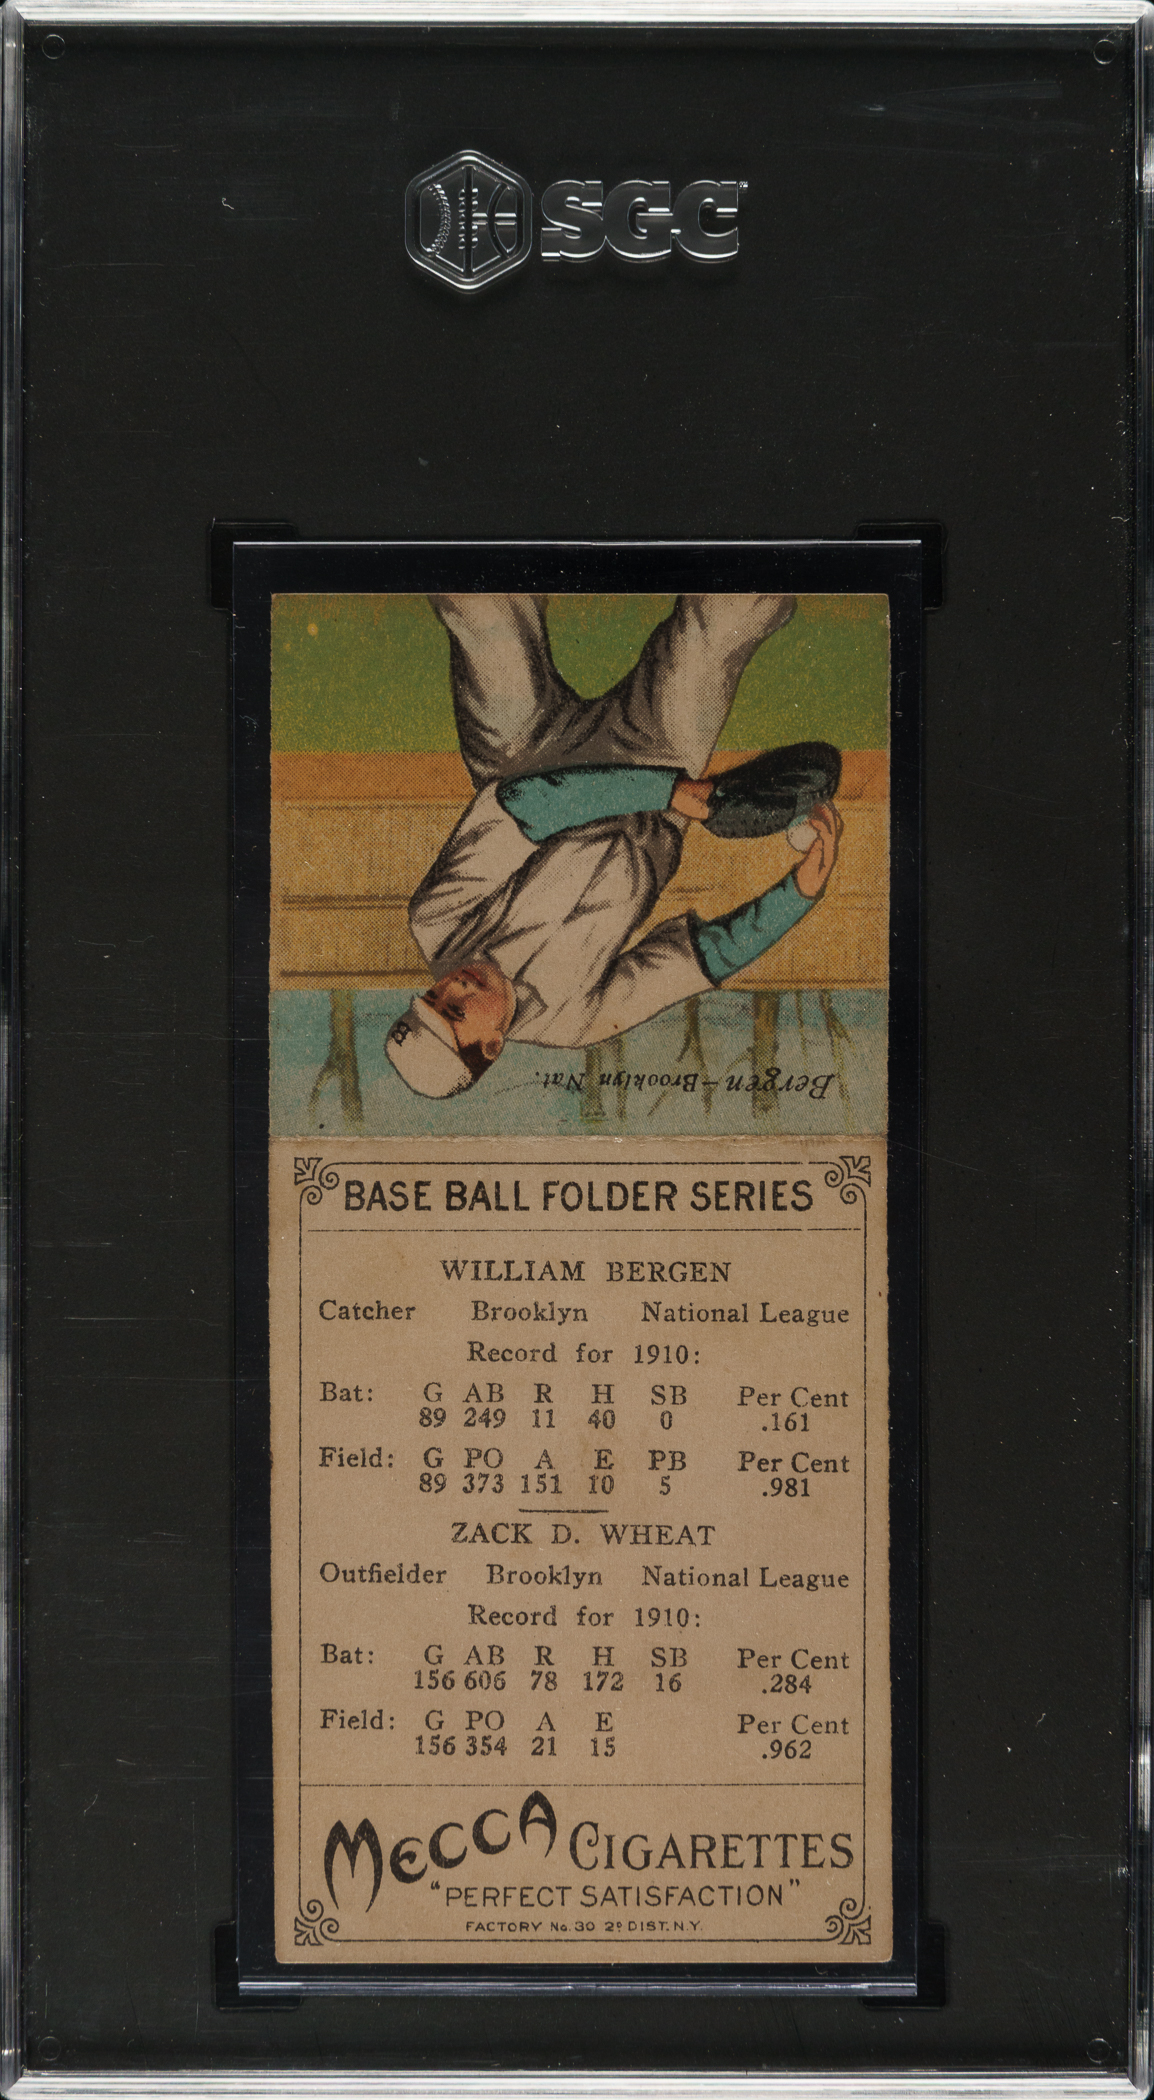 SGC
Bergen – Brooklyn Nat.
BASE BALL FOLDER SERIES
WILLIAM BERGEN
Catcher Brooklyn National League
Record for 1910:
Bat: G AB R H SB Per Cent
89 249 11 40 0 .161
Field: G PO A E PB Per Cent
89 373 151 10 5 .981
ZACK D. WHEAT
Outfielder Brooklyn National League
Record for 1910:
Bat: G AB R H SB Per Cent
156 606 78 172 16 .284
Field: G PO A E Per Cent
156 354 21 15 .962
MECCA CIGARETTES
"PERFECT SATISFACTION"
FACTORY No. 30 2D DIST. N.Y.